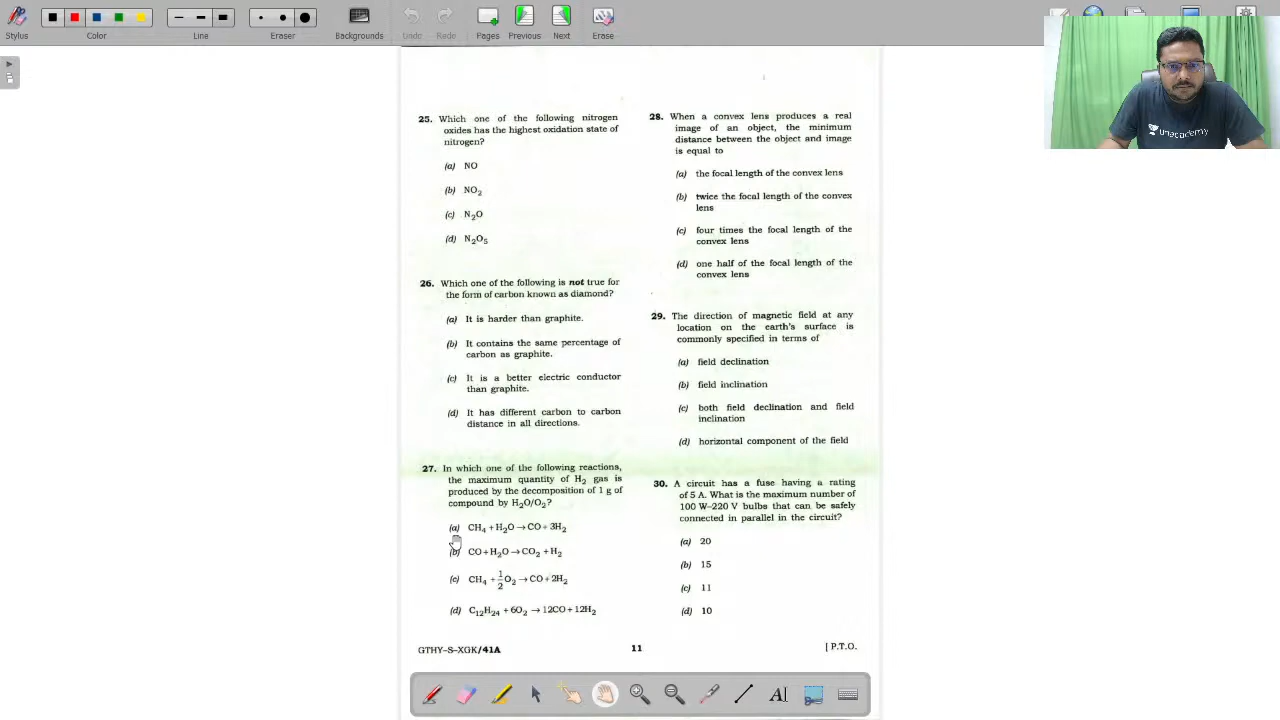 Stylus
Color
Line
Eraser
Backgrounds
Undo
Redo
Pages
Previous
Next
Erase
unacademy
25. Which one of the following nitrogen
oxides has the highest oxidation state of
nitrogen?
(a) NO
(b) NO₂
(c) N₂O
(d) N₂O₅
26. Which one of the following is not true for
the form of carbon known as diamond?
(a) It is harder than graphite.
(b) It contains the same percentage of
carbon as graphite.
(c) It is a better electric conductor
than graphite.
(d) It has different carbon to carbon
distance in all directions.
27. In which one of the following reactions,
the maximum quantity of H₂ gas is
produced by the decomposition of 1 g of
compound by H₂O/O₂?
(a) CH₄ + H₂O → CO + 3H₂
(b) CO + H₂O → CO₂ + H₂
(c) CH₄ + 1/2 O₂ → CO + 2H₂
(d) C₁₂H₂₄ + 6O₂ → 12CO + 12H₂
28. When a convex lens produces a real
image of an object, the minimum
distance between the object and image
is equal to
(a) the focal length of the convex lens
(b) twice the focal length of the convex
lens
(c) four times the focal length of the
convex lens
(d) one half of the focal length of the
convex lens
29. The direction of magnetic field at any
location on the earth's surface is
commonly specified in terms of
(a) field declination
(b) field inclination
(c) both field declination and field
inclination
(d) horizontal component of the field
30. A circuit has a fuse having a rating
of 5 A. What is the maximum number of
100 W–220 V bulbs that can be safely
connected in parallel in the circuit?
(a) 20
(b) 15
(c) 11
(d) 10
GTHY–S–XGK/41A
11
[ P.T.O.
AI